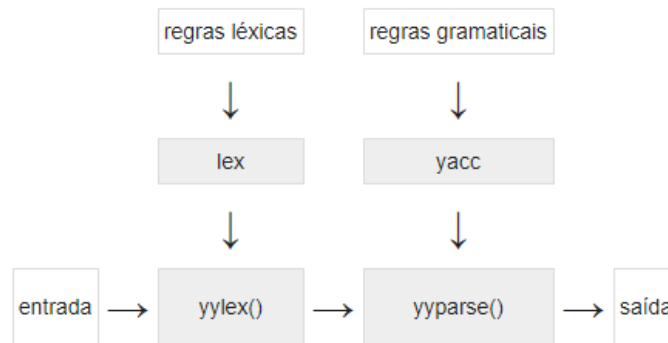 regras léxicas
regras gramaticais
lex
yacc
entrada
yylex()
yyparse()
saída